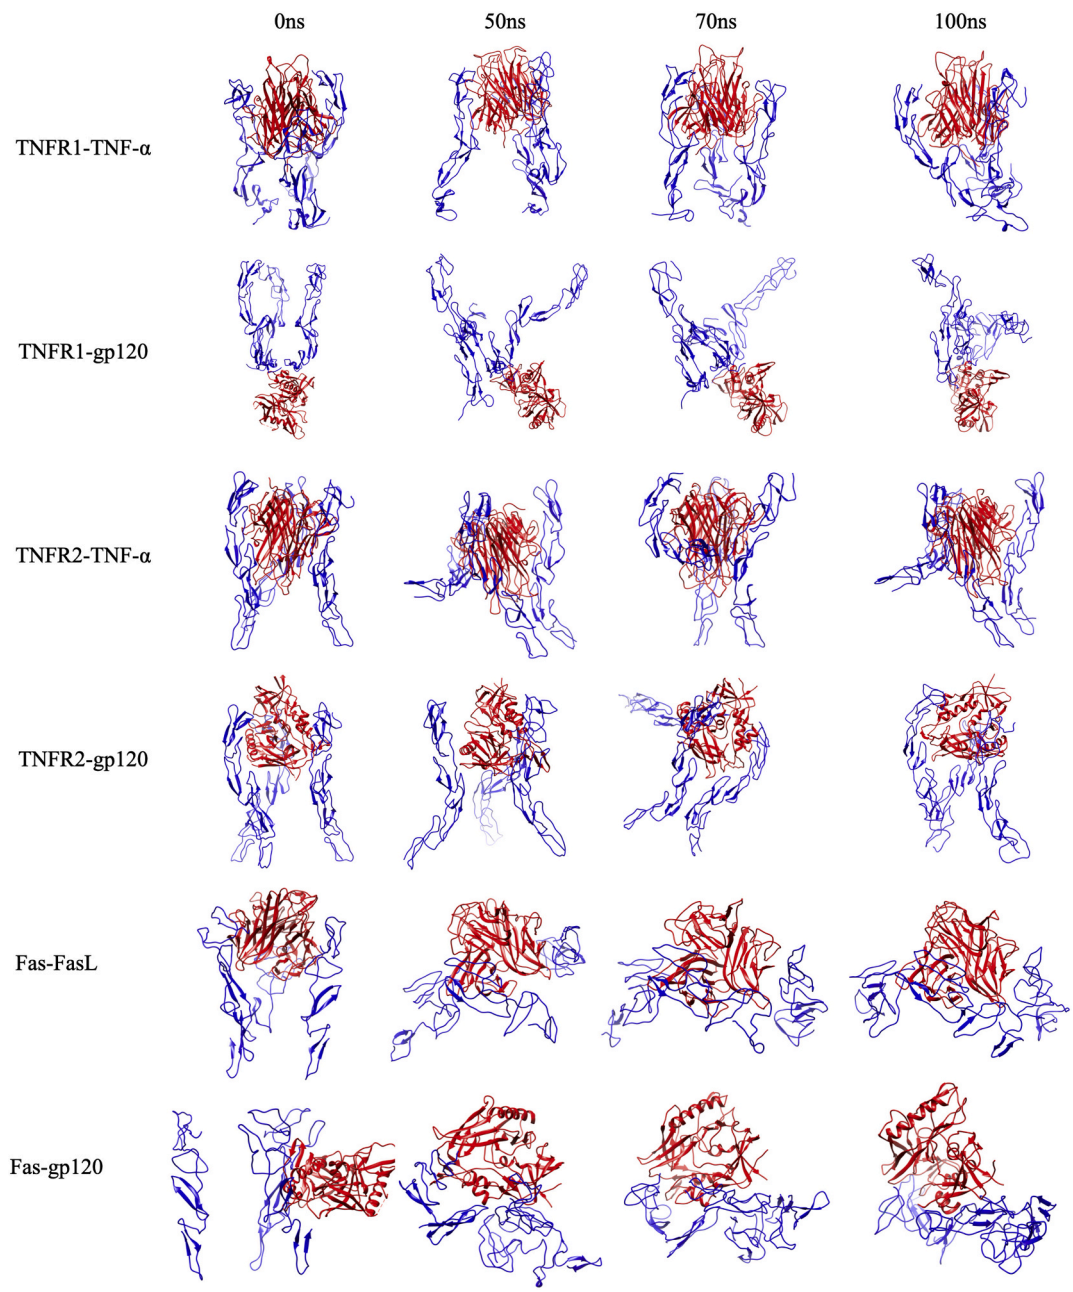 0ns 50ns 70ns 100ns
TNFR1-TNF-α
TNFR1-gp120
TNFR2-TNF-α
TNFR2-gp120
Fas-FasL
Fas-gp120